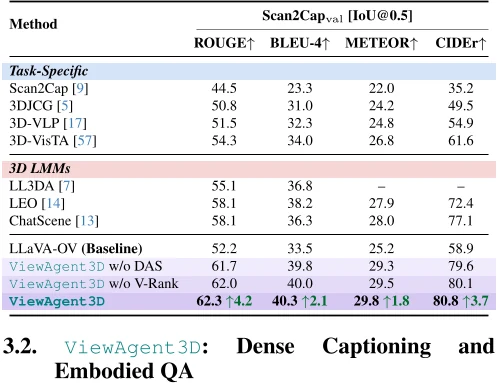 Method Scan2Capval [IoU@0.5]
ROUGE↑ BLEU-4↑ METEOR↑ CIDEr↑
Task-Specific
Scan2Cap [9] 44.5 23.3 22.0 35.2
3DJCG [5] 50.8 31.0 24.2 49.5
3D-VLP [17] 51.5 32.3 24.8 54.9
3D-VisTA [57] 54.3 34.0 26.8 61.6
3D LMMs
LL3DA [7] 55.1 36.8 – –
LEO [14] 58.1 38.2 27.9 72.4
ChatScene [13] 58.1 36.3 28.0 77.1
LLaVA-OV (Baseline) 52.2 33.5 25.2 58.9
ViewAgent3D w/o DAS 61.7 39.8 29.3 79.6
ViewAgent3D w/o V-Rank 62.0 40.0 29.5 80.1
ViewAgent3D 62.3 ↑4.2 40.3 ↑2.1 29.8 ↑1.8 80.8 ↑3.7
3.2. ViewAgent3D: Dense Captioning and
Embodied QA